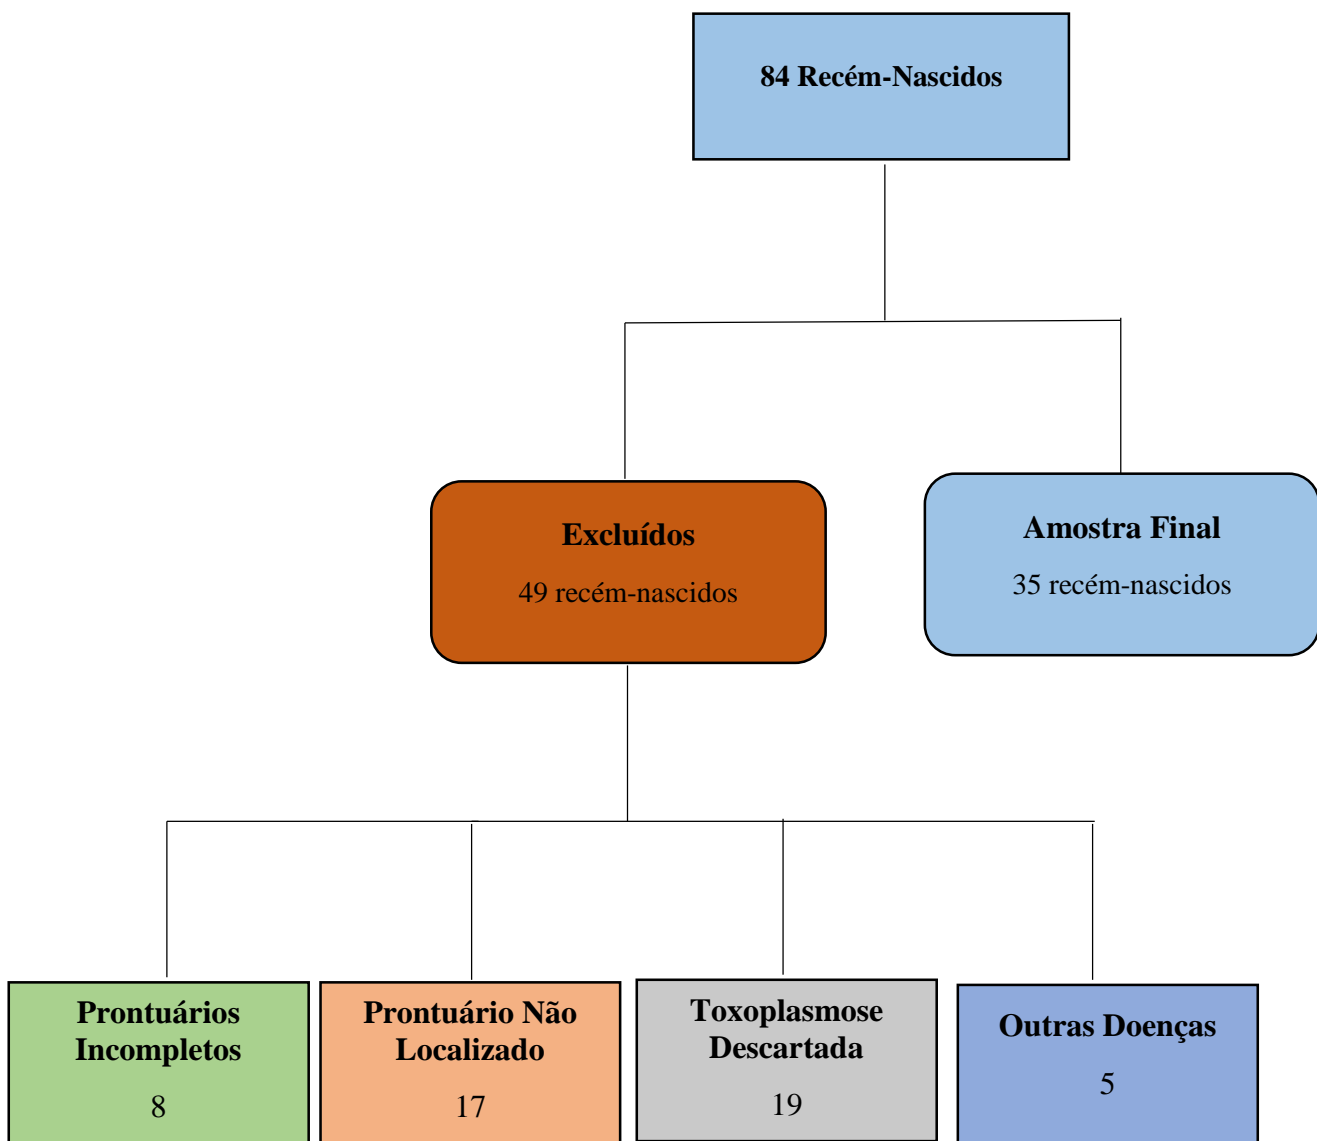 84 Recém-Nascidos
Excluídos
49 recém-nascidos
Amostra Final
35 recém-nascidos
Prontuários
Incompletos
8
Prontuário Não
Localizado
17
Toxoplasmose
Descartada
19
Outras Doenças
5